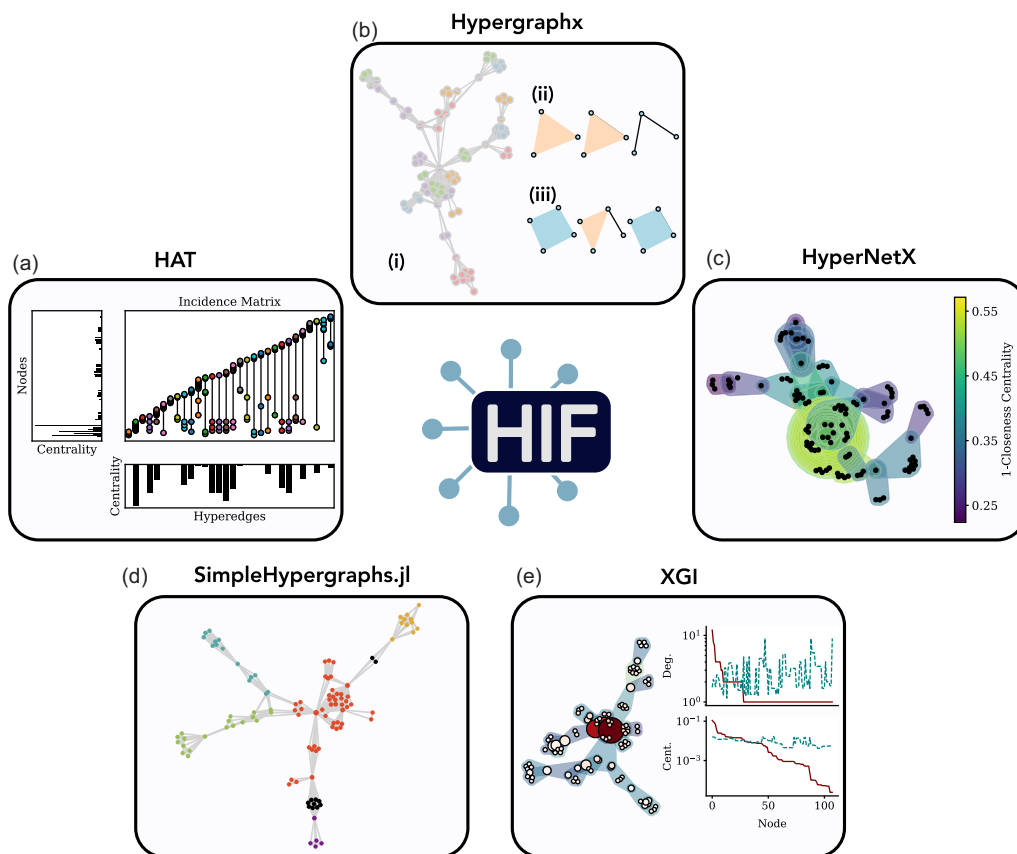 (b)
Hypergraphx
(ii)
(iii)
(i)
(a)
HAT
Incidence Matrix
Nodes
Centrality
Centrality
Hyperedges
HIF
(c)
HyperNetX
0.55
0.45
0.35
0.25
1-Closeness Centrality
(d)
SimpleHypergraphs.jl
(e)
XGI
Deg.
10¹
10⁰
Cent.
10⁻¹
10⁻³
0 50 100
Node